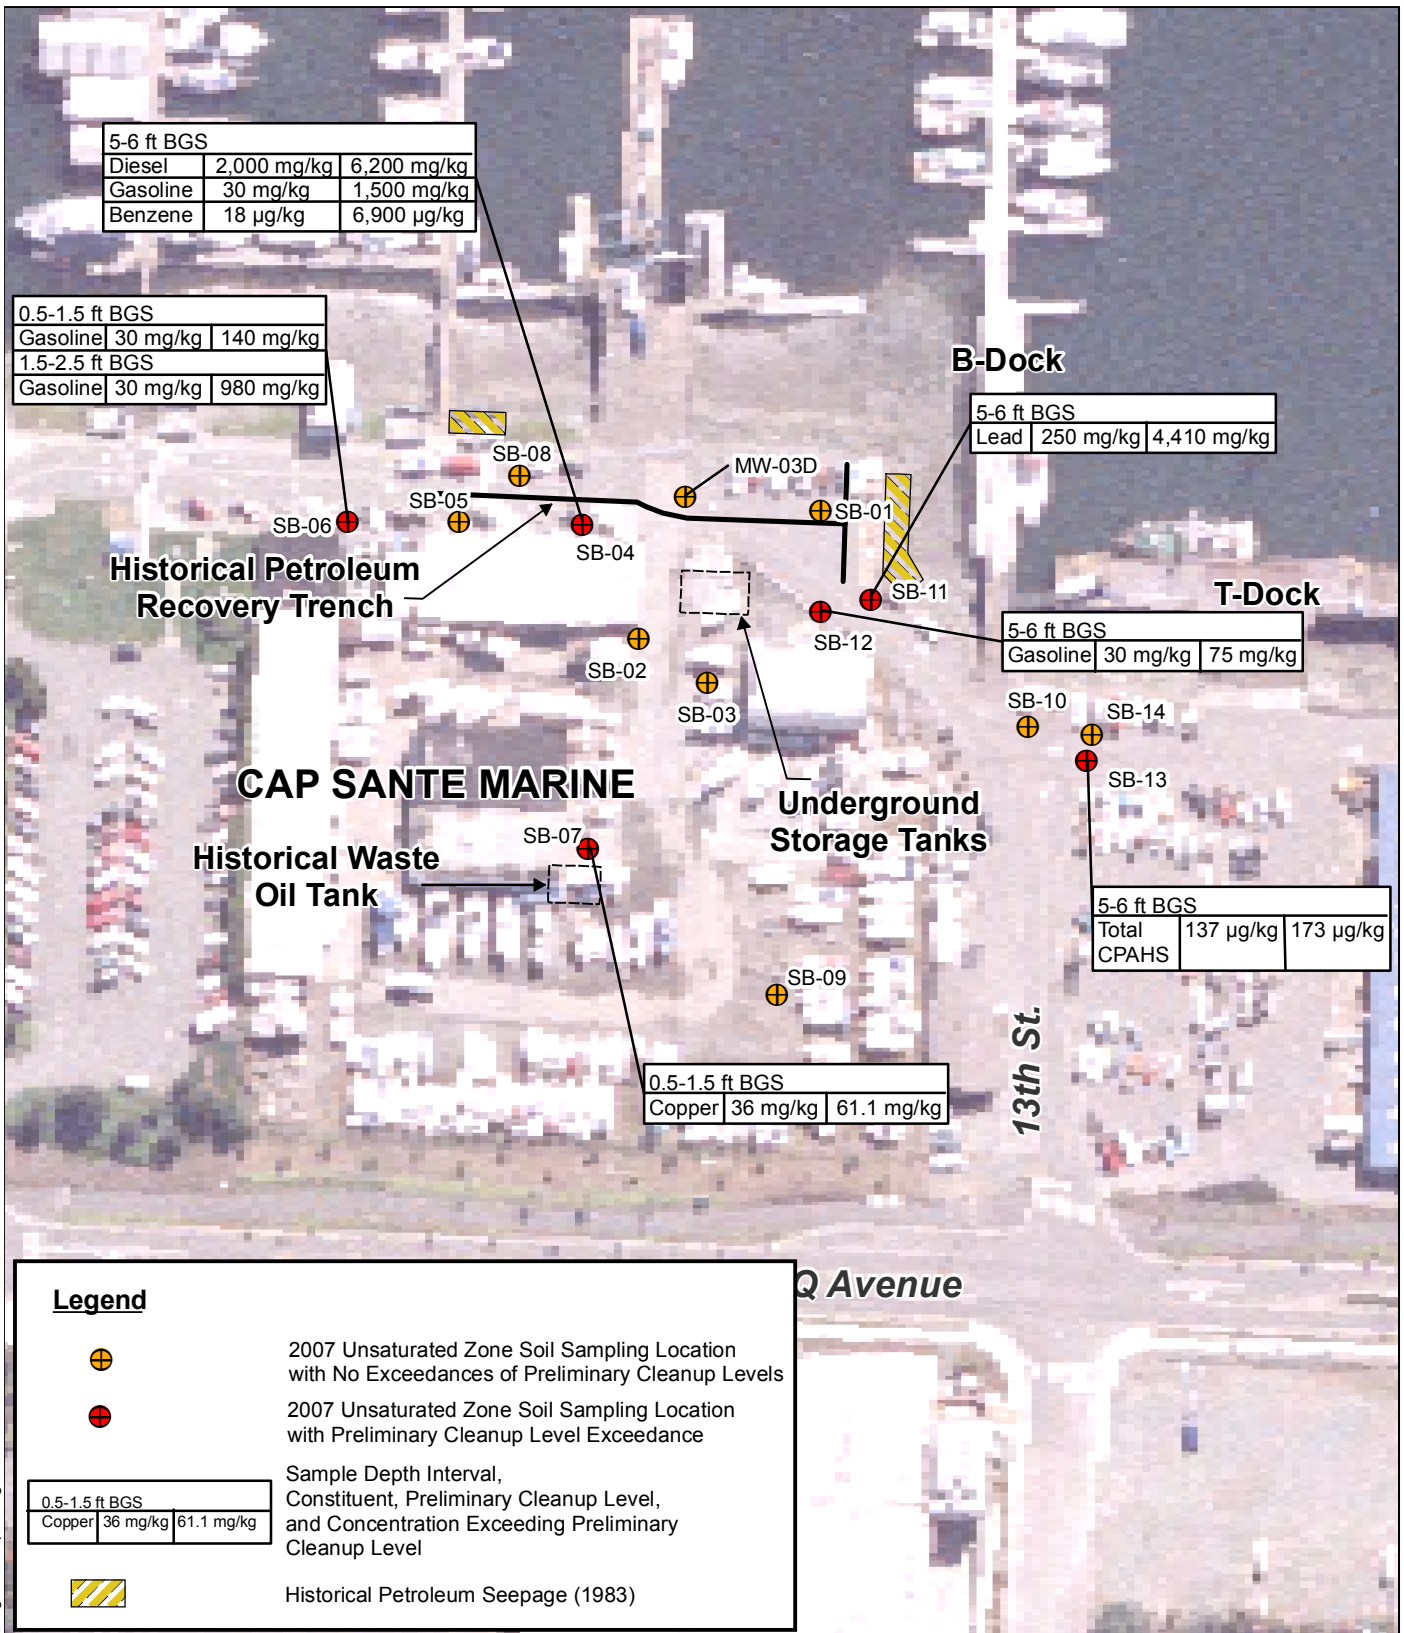 5-6 ft BGS
Diesel 2,000 mg/kg 6,200 mg/kg
Gasoline 30 mg/kg 1,500 mg/kg
Benzene 18 µg/kg 6,900 µg/kg
0.5-1.5 ft BGS
Gasoline 30 mg/kg 140 mg/kg
1.5-2.5 ft BGS
Gasoline 30 mg/kg 980 mg/kg
B-Dock
5-6 ft BGS
Lead 250 mg/kg 4,410 mg/kg
SB-08
MW-03D
SB-05
SB-01
SB-06
SB-04
Historical Petroleum
Recovery Trench
SB-11
T-Dock
SB-12
5-6 ft BGS
Gasoline 30 mg/kg 75 mg/kg
SB-02
SB-03
SB-10
SB-14
SB-13
CAP SANTE MARINE
Underground
Storage Tanks
SB-07
Historical Waste
Oil Tank
5-6 ft BGS
Total 137 µg/kg 173 µg/kg
CPAHS
SB-09
13th St.
0.5-1.5 ft BGS
Copper 36 mg/kg 61.1 mg/kg
Q Avenue
Legend
2007 Unsaturated Zone Soil Sampling Location
with No Exceedances of Preliminary Cleanup Levels
2007 Unsaturated Zone Soil Sampling Location
with Preliminary Cleanup Level Exceedance
0.5-1.5 ft BGS
Copper 36 mg/kg 61.1 mg/kg
Sample Depth Interval,
Constituent, Preliminary Cleanup Level,
and Concentration Exceeding Preliminary
Cleanup Level
Historical Petroleum Seepage (1983)